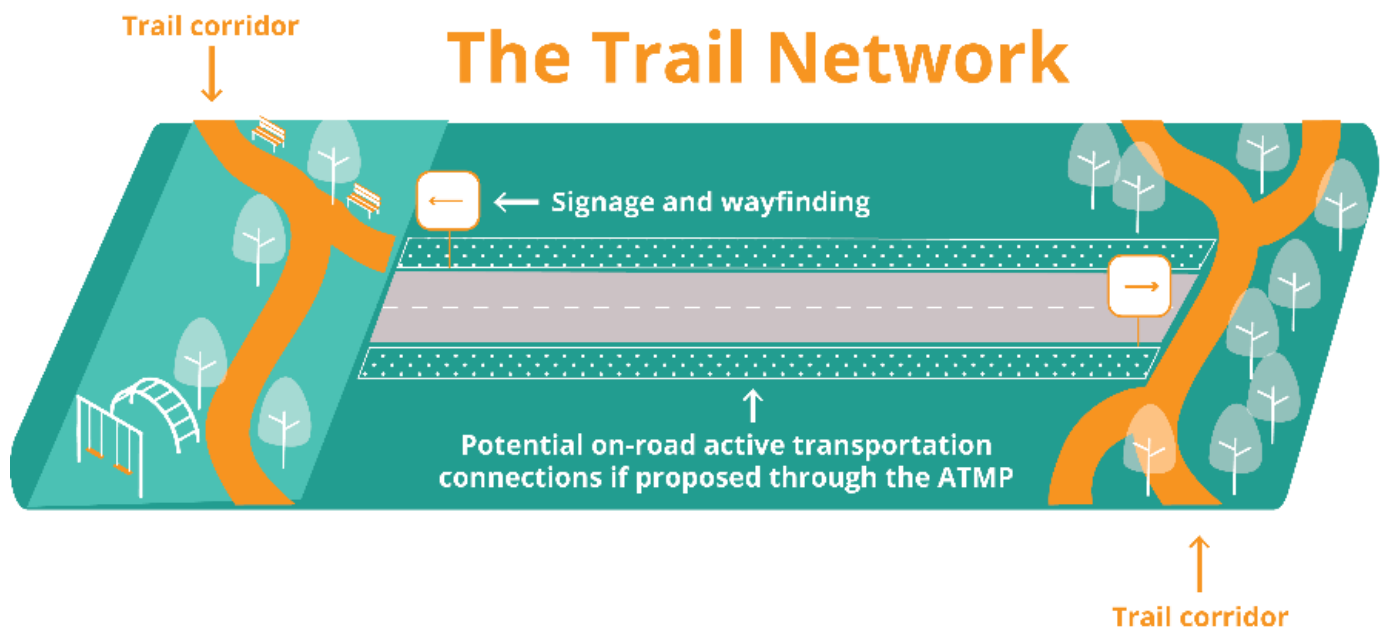 Trail corridor
The Trail Network
Signage and wayfinding
Potential on-road active transportation
connections if proposed through the ATMP
Trail corridor